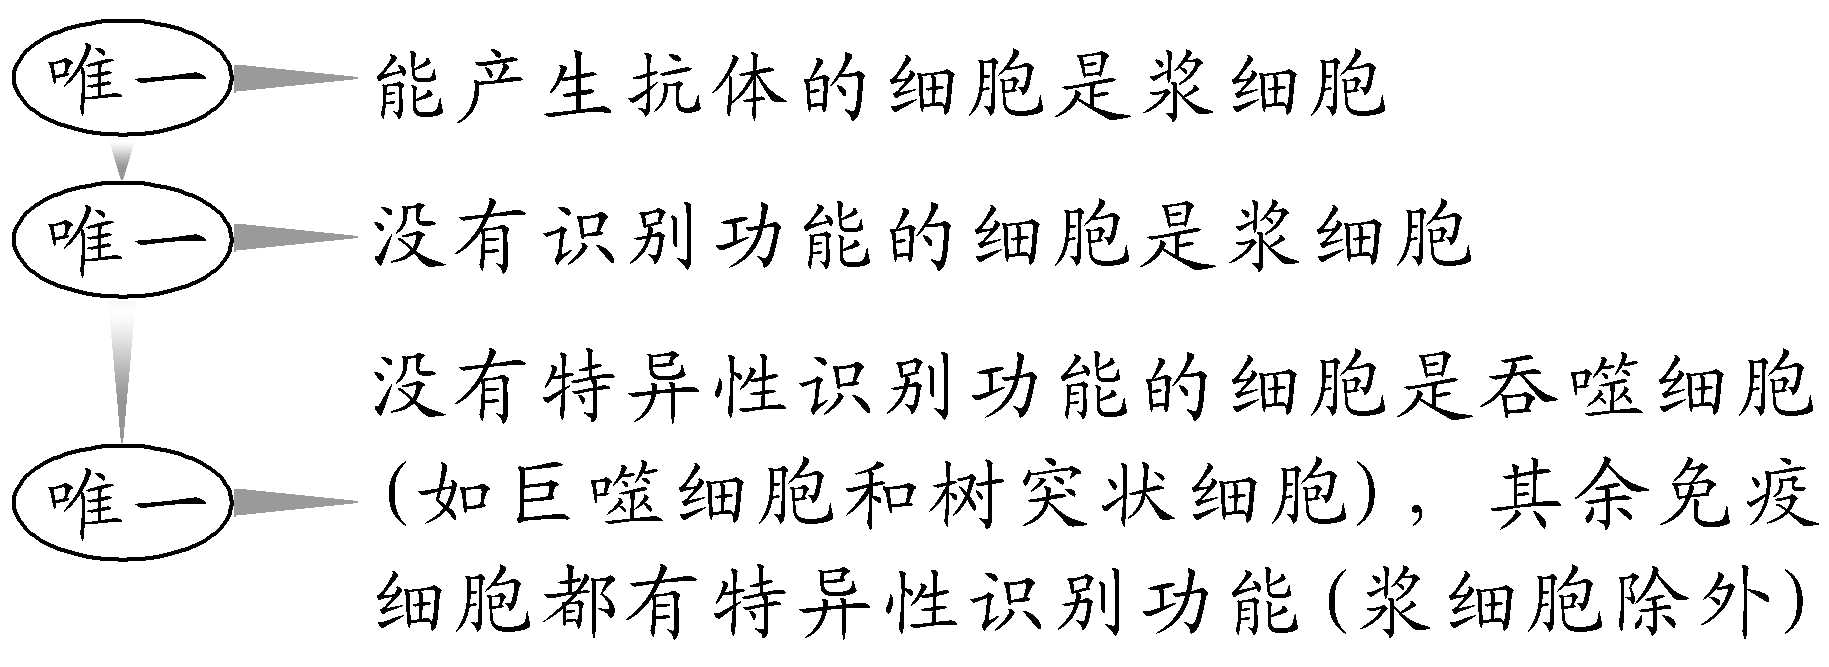 唯一 能产生抗体的细胞是浆细胞
唯一 没有识别功能的细胞是浆细胞
没有特异性识别功能的细胞是吞噬细胞
唯一 (如巨噬细胞和树突状细胞)，其余免疫
细胞都有特异性识别功能(浆细胞除外)